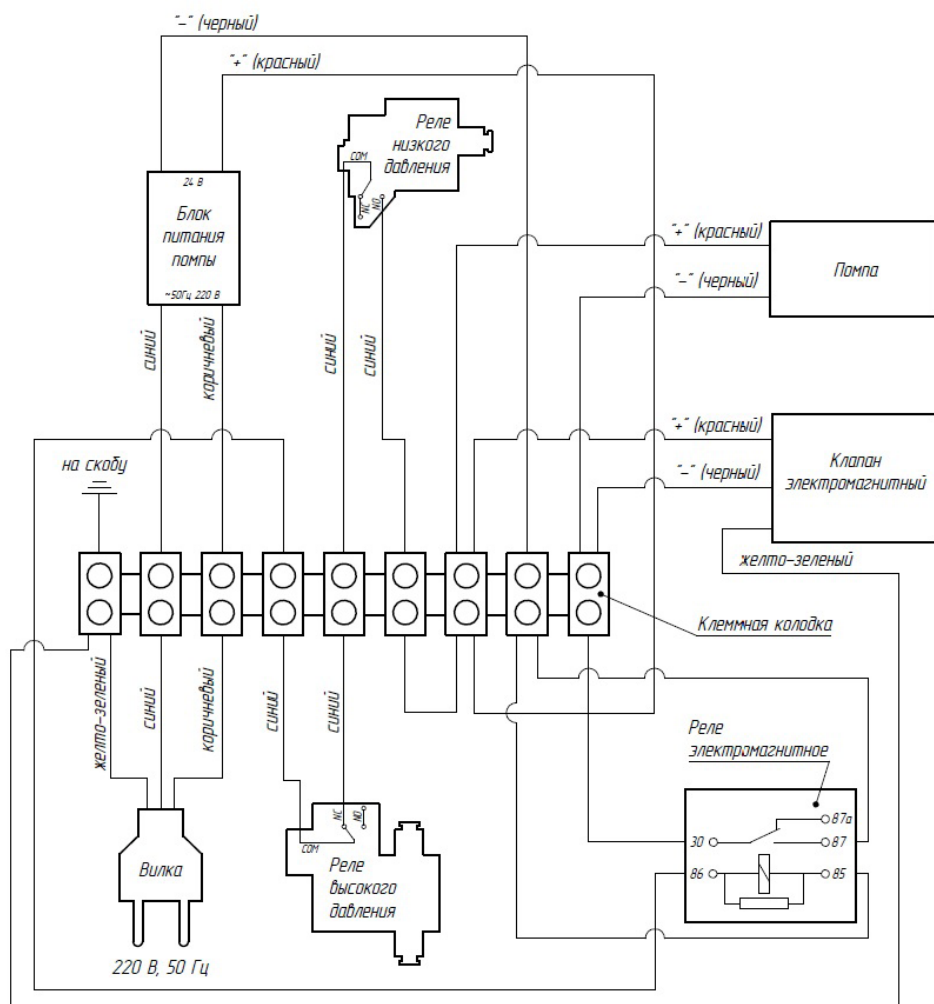 "-" (черный)
"+" (красный)
Реле
низкого
давления
COM
NC
NO
24 В
Блок
питания
помпы
~50Гц 220 В
"+" (красный)
"-" (черный)
Помпа
синий
коричневый
синий
синий
"+" (красный)
"-" (черный)
Клапан
электромагнитный
на скобу
желто-зеленый
Клеммная колодка
желто-зеленый
синий
коричневый
синий
синий
Реле
электромагнитное
87а
30
87
86
85
NC
NO
COM
Реле
высокого
давления
Вилка
220 В, 50 Гц